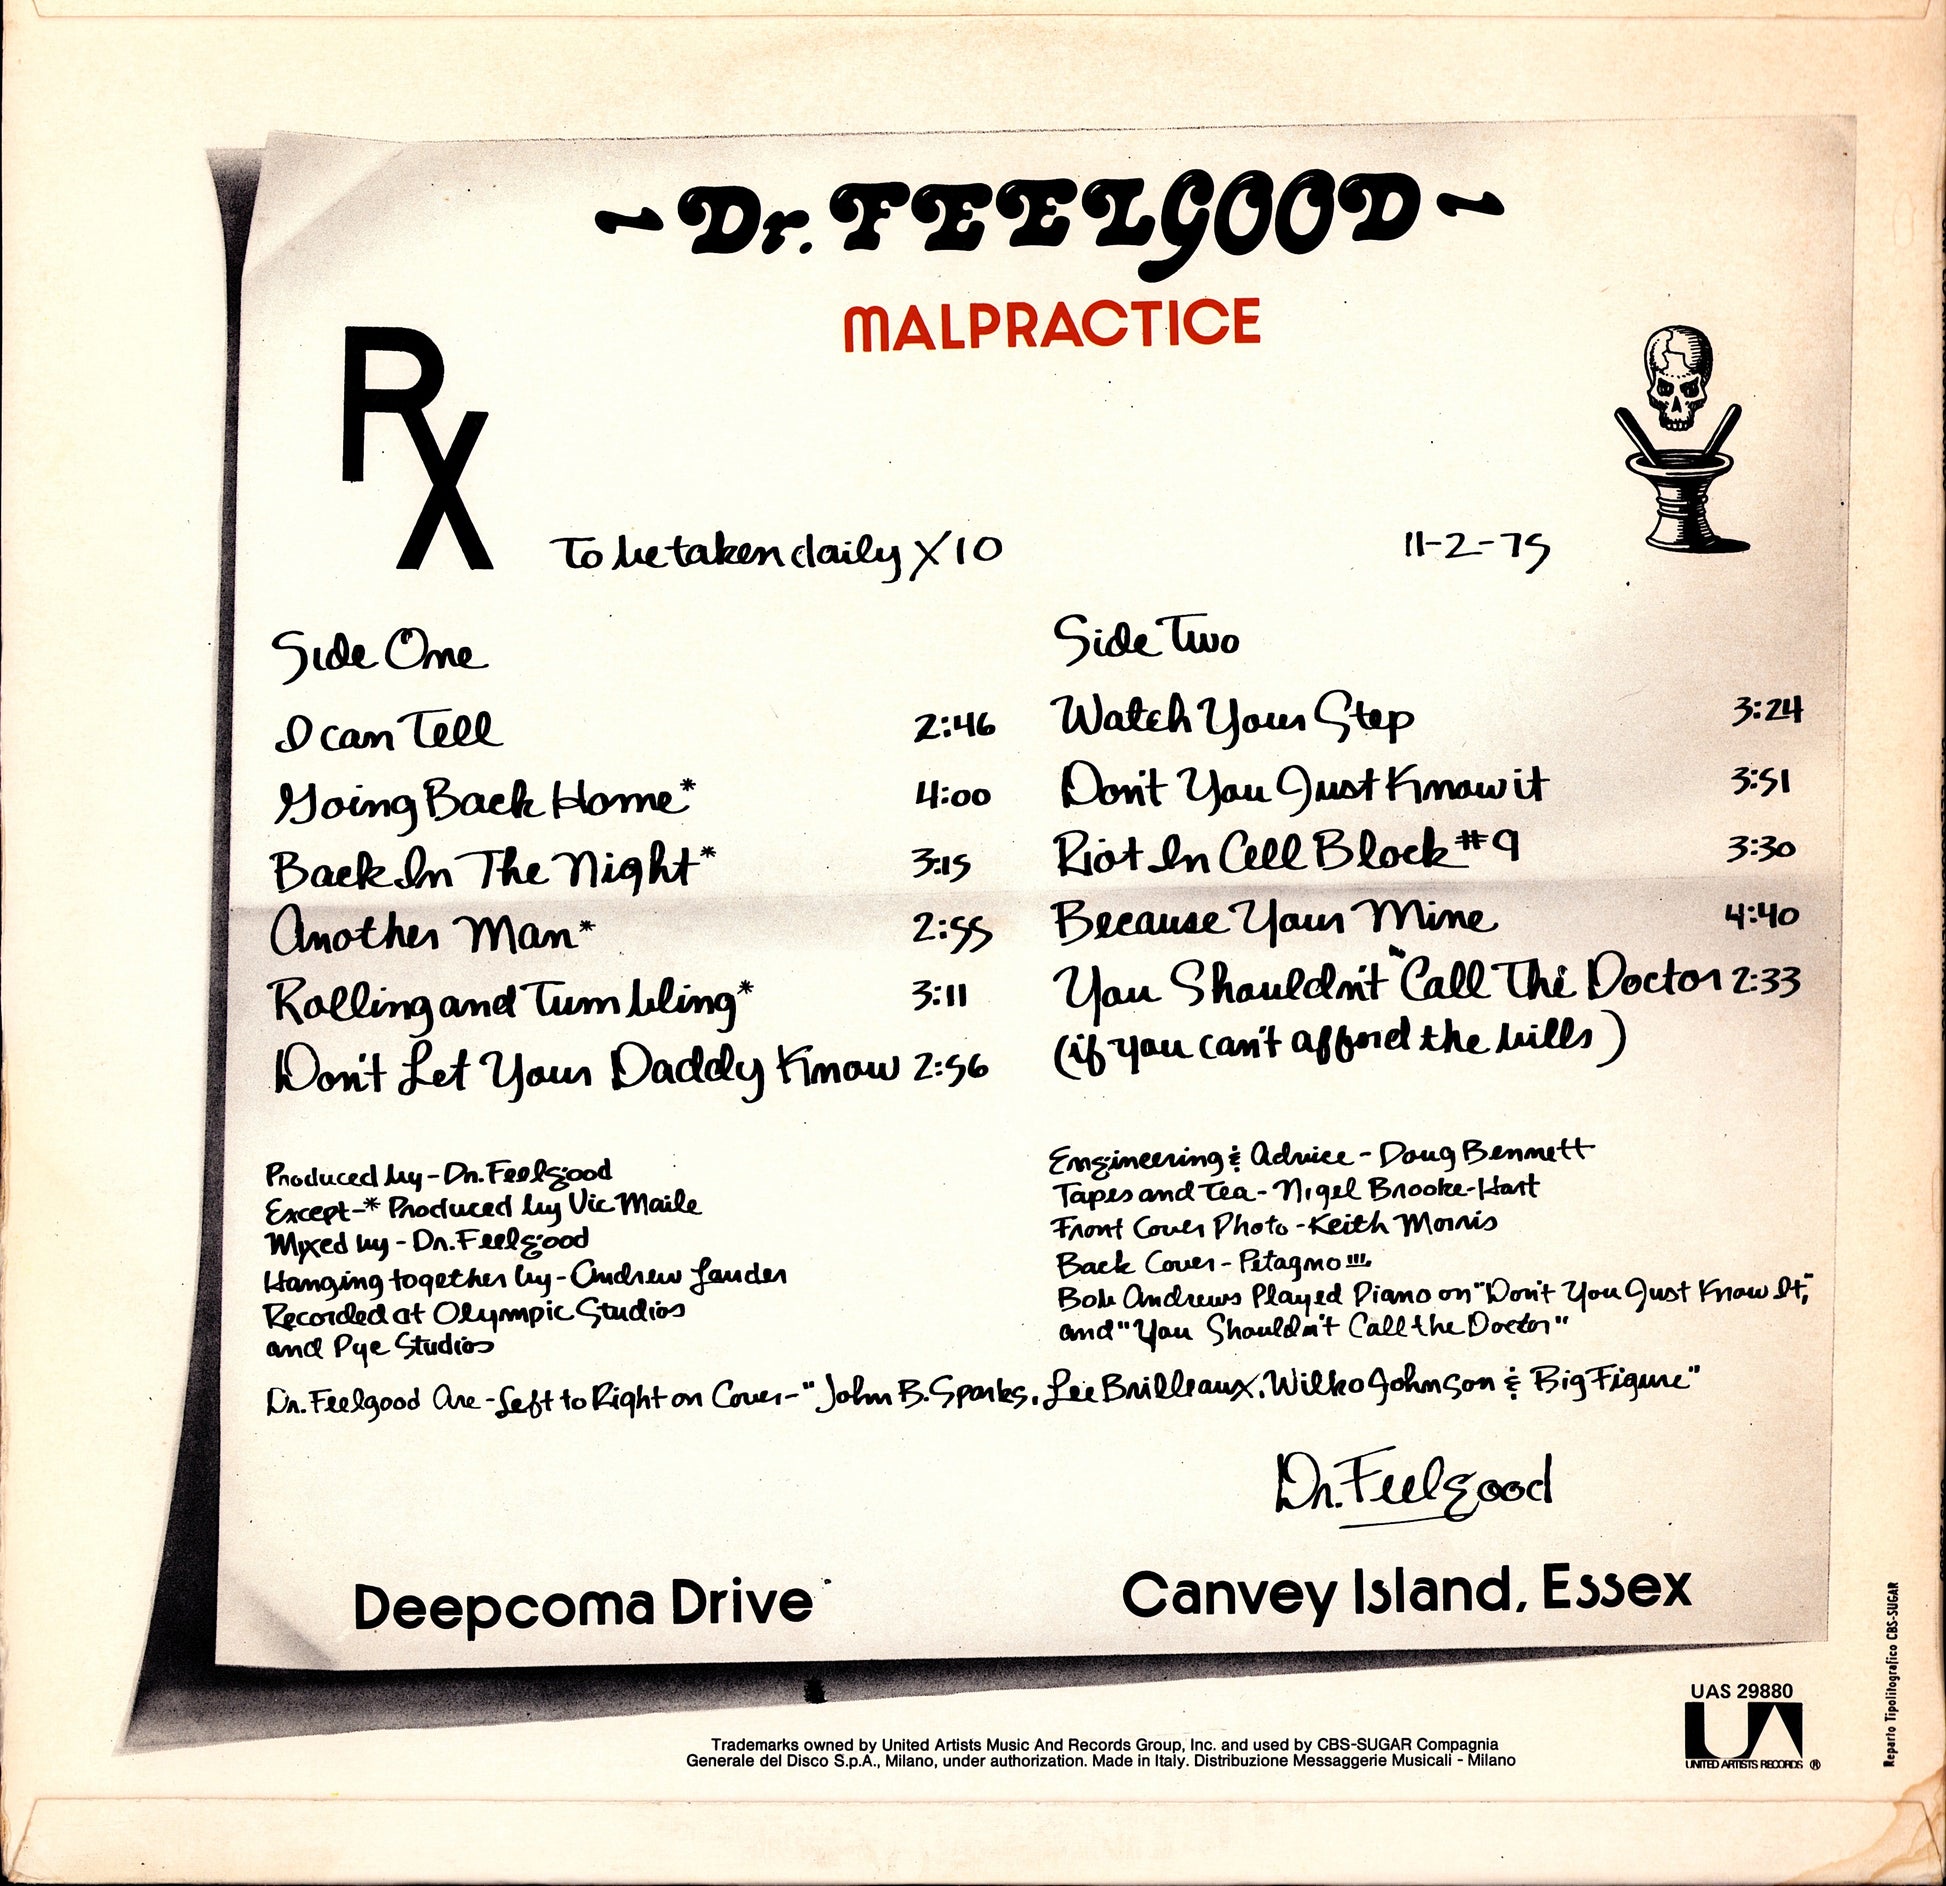 ~Dr. FEELGOOD~
MALPRACTICE
Rx
To be taken daily X10
11-2-75
Side One
I can Tell 2:46
Going Back Home* 4:00
Back In The Night* 3:15
Another Man* 2:55
Rolling and Tumbling* 3:11
Don't Let Your Daddy Know 2:56
Side Two
Watch Your Step 3:24
Don't You Just Know it 3:51
Riot In Cell Block #9 3:30
Because Your Mine 4:40
You Shouldn't Call The Doctor 2:33
(if you can't afford the bills)
Produced by - Dr. Feelgood
Except-* Produced by Vic Maile
Mixed by - Dr. Feelgood
Hanging together by - Andrew Lauder
Recorded at Olympic Studios
and Pye Studios
Engineering & Advice - Doug Bennett
Tapes and Tea - Nigel Brooke-Hart
Front Cover Photo - Keith Morris
Back Cover - Petagno !!!
Bob Andrews Played Piano on "Don't You Just Know It,"
and "You Shouldn't Call the Doctor"
Dr. Feelgood Are - Left to Right on Cover - "John B. Sparks, Lee Brilleaux, Wilko Johnson & Big Figure"
Dr. Feelgood
Deepcoma Drive
Canvey Island, Essex
UAS 29880
UA
UNITED ARTISTS RECORDS ®
Trademarks owned by United Artists Music And Records Group, Inc. and used by CBS-SUGAR Compagnia
Generale del Disco S.p.A., Milano, under authorization. Made in Italy. Distribuzione Messaggerie Musicali - Milano
Reparto Tipolitografico CBS-SUGAR